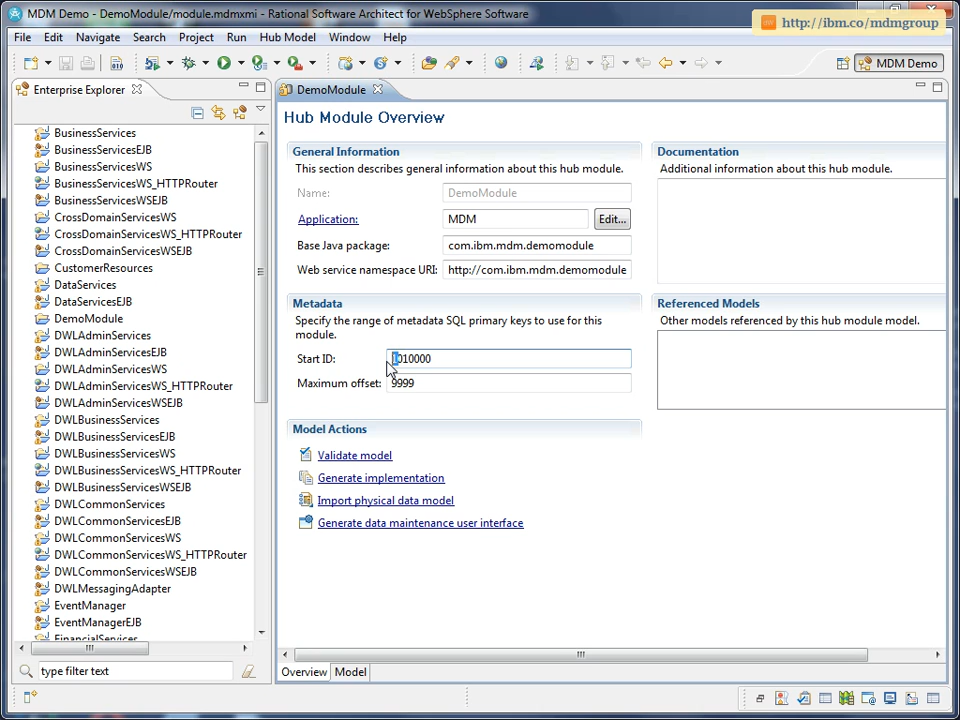 MDM Demo - DemoModule/module.mdmxmi - Rational Software Architect for WebSphere Software
http://ibm.co/mdmgroup
File Edit Navigate Search Project Run Hub Model Window Help
MDM Demo
Enterprise Explorer
DemoModule
BusinessServices
BusinessServicesEJB
BusinessServicesWS
BusinessServicesWS_HTTPRouter
BusinessServicesWSEJB
CrossDomainServicesWS
CrossDomainServicesWS_HTTPRouter
CrossDomainServicesWSEJB
CustomerResources
DataServices
DataServicesEJB
DemoModule
DWLAdminServices
DWLAdminServicesEJB
DWLAdminServicesWS
DWLAdminServicesWS_HTTPRouter
DWLAdminServicesWSEJB
DWLBusinessServices
DWLBusinessServicesEJB
DWLBusinessServicesWS
DWLBusinessServicesWS_HTTPRouter
DWLBusinessServicesWSEJB
DWLCommonServices
DWLCommonServicesEJB
DWLCommonServicesWS
DWLCommonServicesWS_HTTPRouter
DWLCommonServicesWSEJB
DWLMessagingAdapter
EventManager
EventManagerEJB
FinancialServices
type filter text
Hub Module Overview
General Information
This section describes general information about this hub module.
Name: DemoModule
Application: MDM Edit...
Base Java package: com.ibm.mdm.demomodule
Web service namespace URI: http://com.ibm.mdm.demomodule
Metadata
Specify the range of metadata SQL primary keys to use for this
module.
Start ID: 1010000
Maximum offset: 9999
Model Actions
Validate model
Generate implementation
Import physical data model
Generate data maintenance user interface
Documentation
Additional information about this hub module.
Referenced Models
Other models referenced by this hub module model.
Overview Model